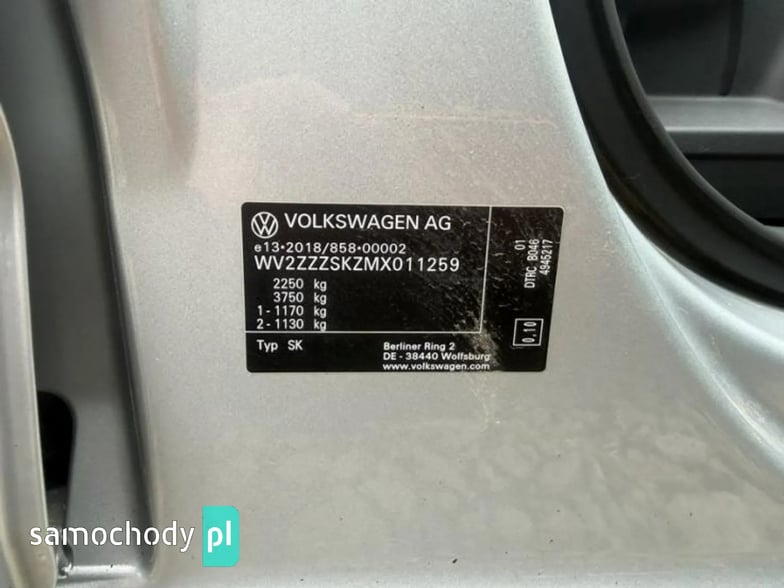 VOLKSWAGEN AG
e13*2018/858*00002
WV2ZZZSKZMX011259
2250 kg
3750 kg
1 - 1170 kg
2 - 1130 kg
Typ SK
Berliner Ring 2
DE - 38440 Wolfsburg
www.volkswagen.com
01
DTRC B046
4945217
0,10
samochody pl